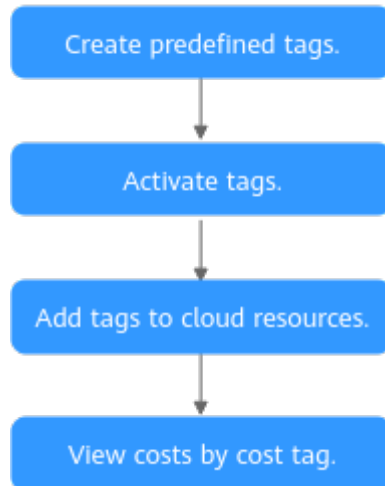 Create predefined tags.
Activate tags.
Add tags to cloud resources.
View costs by cost tag.